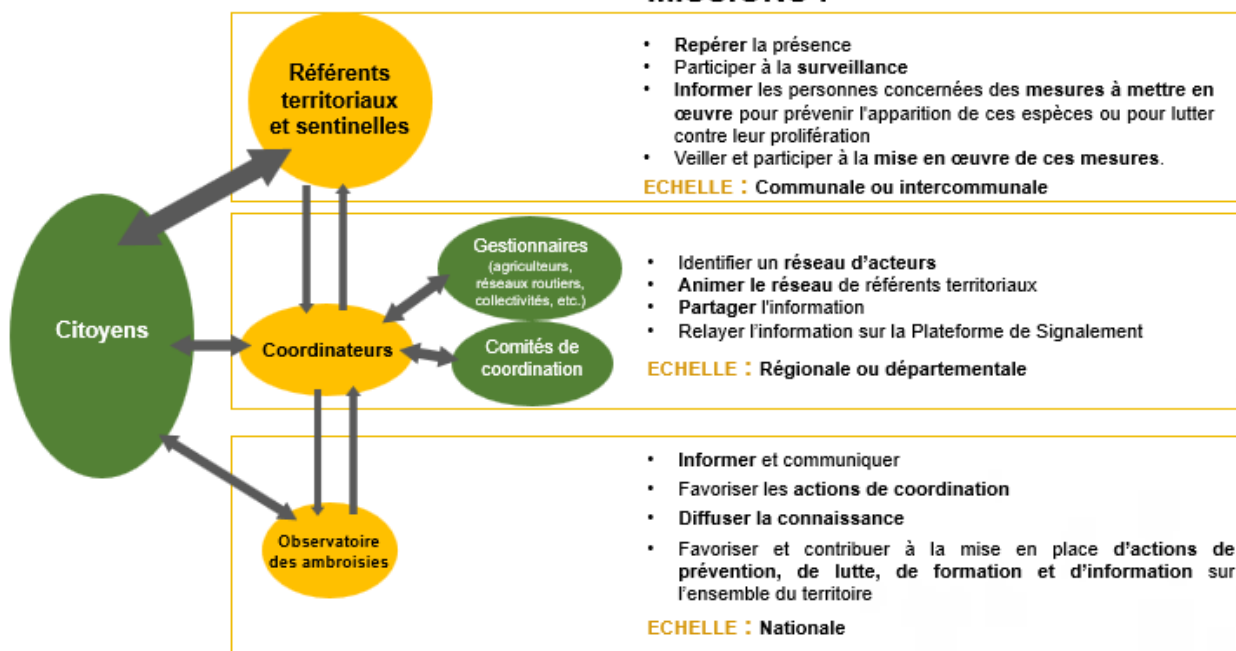 Référents
territoriaux
et sentinelles
• Repérer la présence
• Participer à la surveillance
• Informer les personnes concernées des mesures à mettre en
œuvre pour prévenir l'apparition de ces espèces ou pour lutter
contre leur prolifération
• Veiller et participer à la mise en œuvre de ces mesures.
ECHELLE : Communale ou intercommunale
Citoyens
Coordinateurs
Gestionnaires
(agriculteurs,
réseaux routiers,
collectivités, etc.)
Comités de
coordination
• Identifier un réseau d'acteurs
• Animer le réseau de référents territoriaux
• Partager l'information
• Relayer l'information sur la Plateforme de Signalement
ECHELLE : Régionale ou départementale
Observatoire
des ambroisies
• Informer et communiquer
• Favoriser les actions de coordination
• Diffuser la connaissance
• Favoriser et contribuer à la mise en place d'actions de
prévention, de lutte, de formation et d'information sur
l'ensemble du territoire
ECHELLE : Nationale